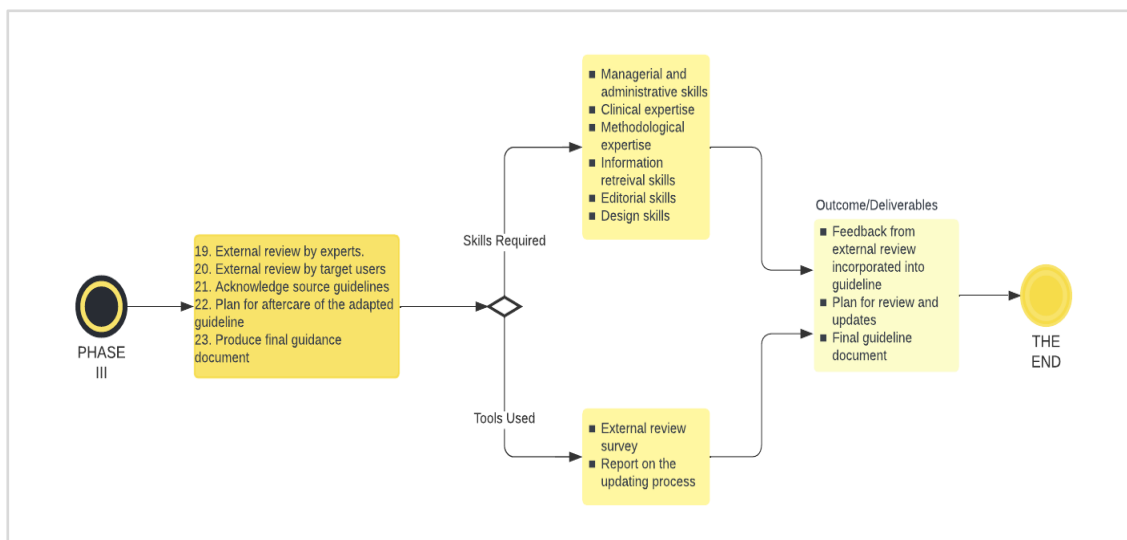 PHASE
III
19. External review by experts.
20. External review by target users
21. Acknowledge source guidelines
22. Plan for aftercare of the adapted
guideline
23. Produce final guidance
document
Skills Required
■ Managerial and
administrative skills
■ Clinical expertise
■ Methodological
expertise
■ Information
retreival skills
■ Editorial skills
■ Design skills
Tools Used
■ External review
survey
■ Report on the
updating process
Outcome/Deliverables
■ Feedback from
external review
incorporated into
guideline
■ Plan for review and
updates
■ Final guideline
document
THE
END